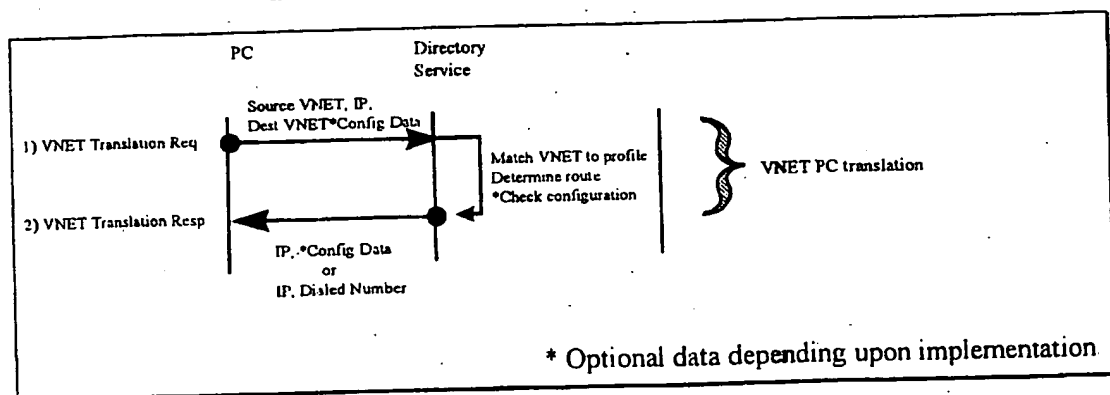 PC
Directory
Service
Source VNET, IP,
Dest VNET*Config Data
1) VNET Translation Req
Match VNET to profile
Determine route
*Check configuration
VNET PC translation
2) VNET Translation Resp
IP, *Config Data
or
IP, Dialed Number
* Optional data depending upon implementation